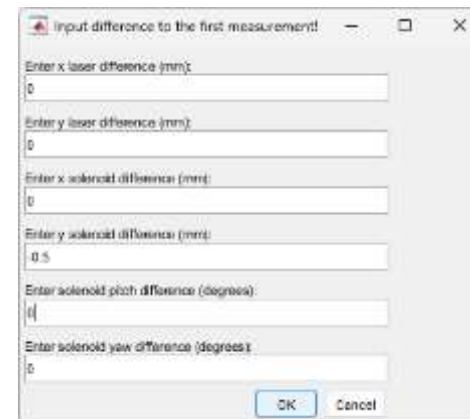 Input difference to the first measurement!
Enter x laser difference (mm):
0
Enter y laser difference (mm):
0
Enter x solenoid difference (mm):
0
Enter y solenoid difference (mm):
-0.5
Enter solenoid pitch difference (degrees):
0
Enter solenoid yaw difference (degrees):
0
OK Cancel